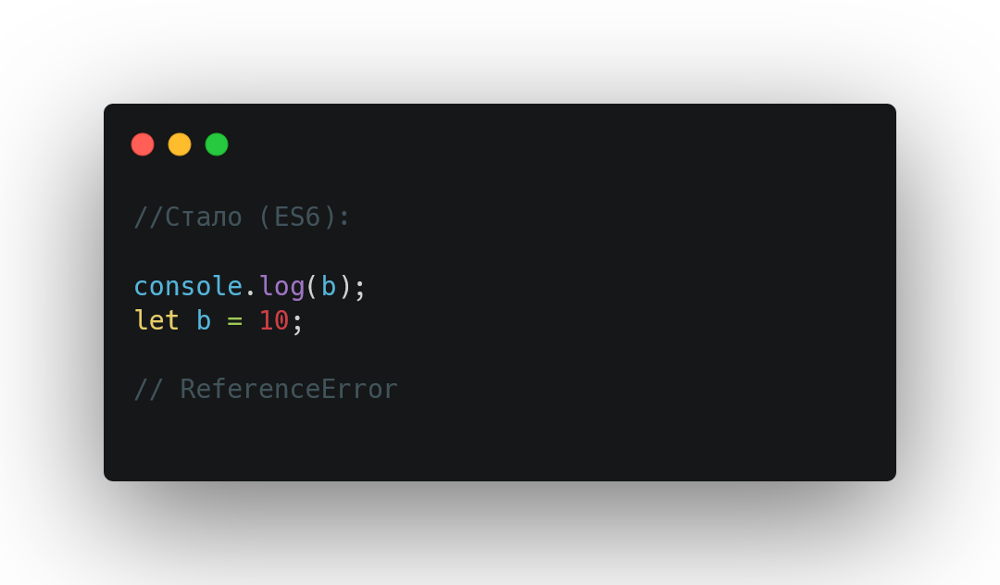 //Стало (ES6):
console.log(b);
let b = 10;
// ReferenceError